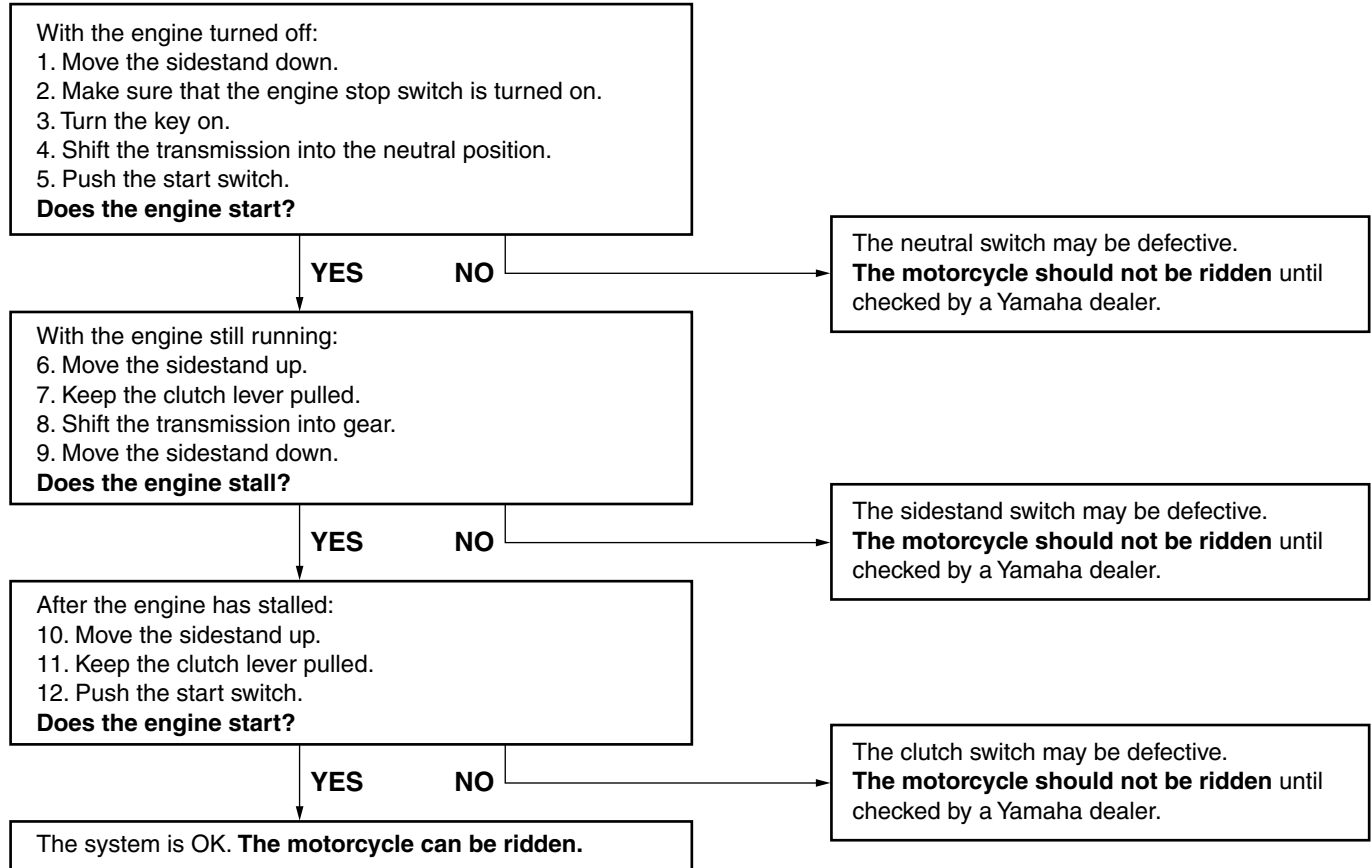 With the engine turned off:
1. Move the sidestand down.
2. Make sure that the engine stop switch is turned on.
3. Turn the key on.
4. Shift the transmission into the neutral position.
5. Push the start switch.
Does the engine start?
YES NO
The neutral switch may be defective.
The motorcycle should not be ridden until
checked by a Yamaha dealer.
With the engine still running:
6. Move the sidestand up.
7. Keep the clutch lever pulled.
8. Shift the transmission into gear.
9. Move the sidestand down.
Does the engine stall?
YES NO
The sidestand switch may be defective.
The motorcycle should not be ridden until
checked by a Yamaha dealer.
After the engine has stalled:
10. Move the sidestand up.
11. Keep the clutch lever pulled.
12. Push the start switch.
Does the engine start?
YES NO
The clutch switch may be defective.
The motorcycle should not be ridden until
checked by a Yamaha dealer.
The system is OK. The motorcycle can be ridden.